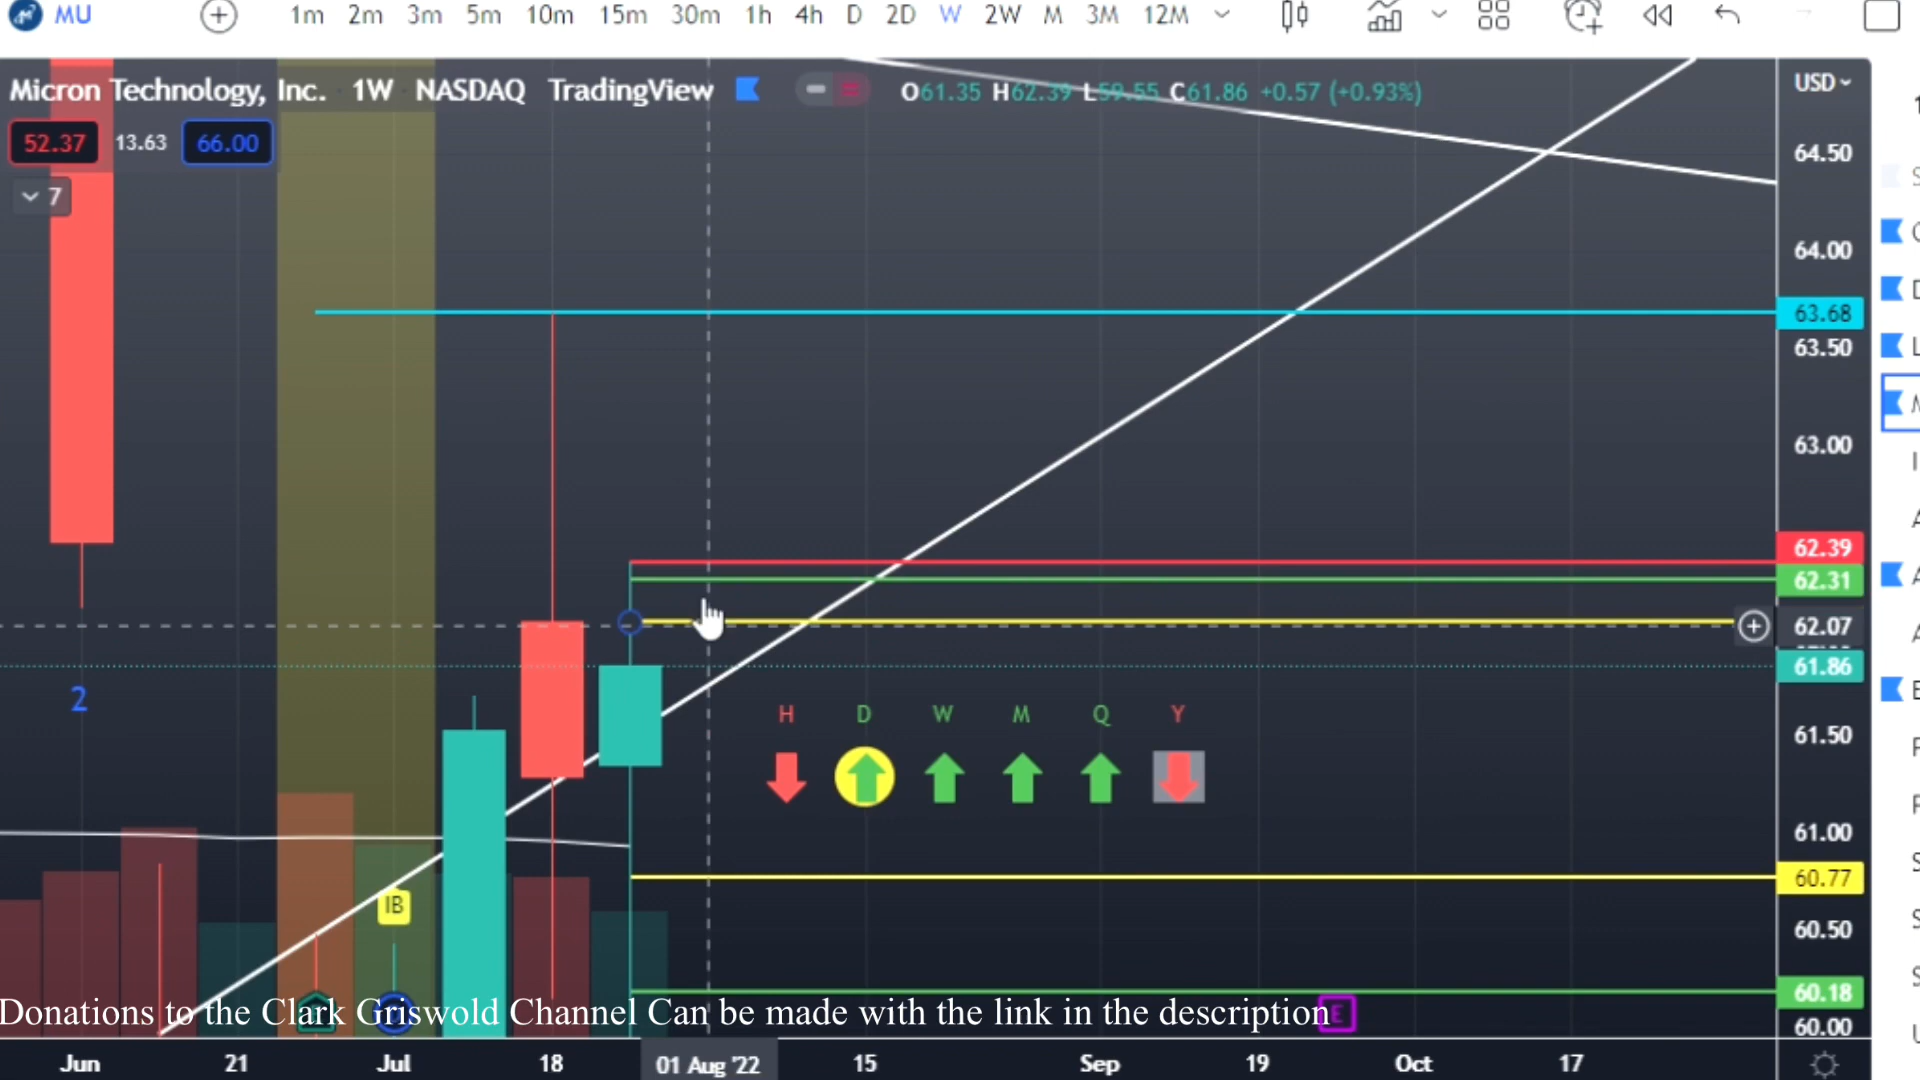 MU 1m 2m 3m 5m 10m 15m 30m 1h 4h D 2D W 2W M 3M 12M
Micron Technology, Inc. 1W NASDAQ TradingView O61.35 H62.39 L59.55 C61.86 +0.57 (+0.93%) USD
52.37 13.63 66.00
7
64.50
64.00
63.68
63.50
63.00
62.39
62.31
62.07
61.86
2
H D W M Q Y
61.50
61.00
60.77
IB
60.50
60.18
Donations to the Clark Griswold Channel Can be made with the link in the description
E
60.00
Jun 21 Jul 18 01 Aug '22 15 Sep 19 Oct 17